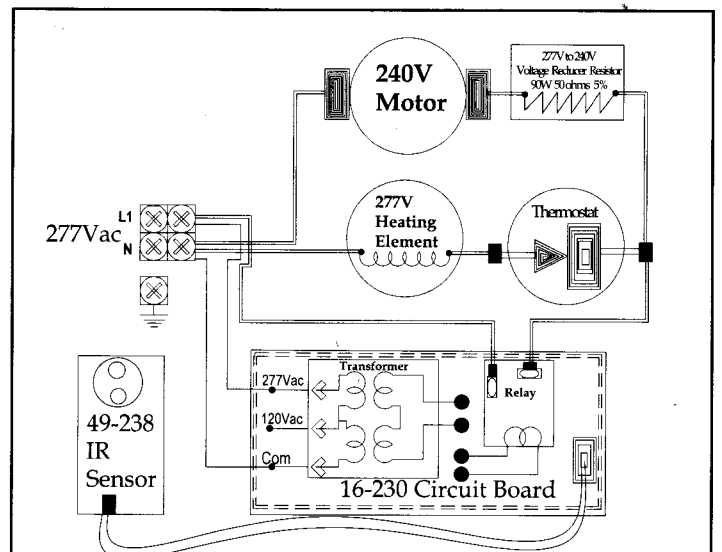 240V
Motor
277V to 240V
Voltage Reducer Resistor
90W 50 ohms 5%
277Vac
L1
N
277V
Heating
Element
Thermostat
49-238
IR
Sensor
277Vac
120Vac
Com
Transformer
Relay
16-230 Circuit Board